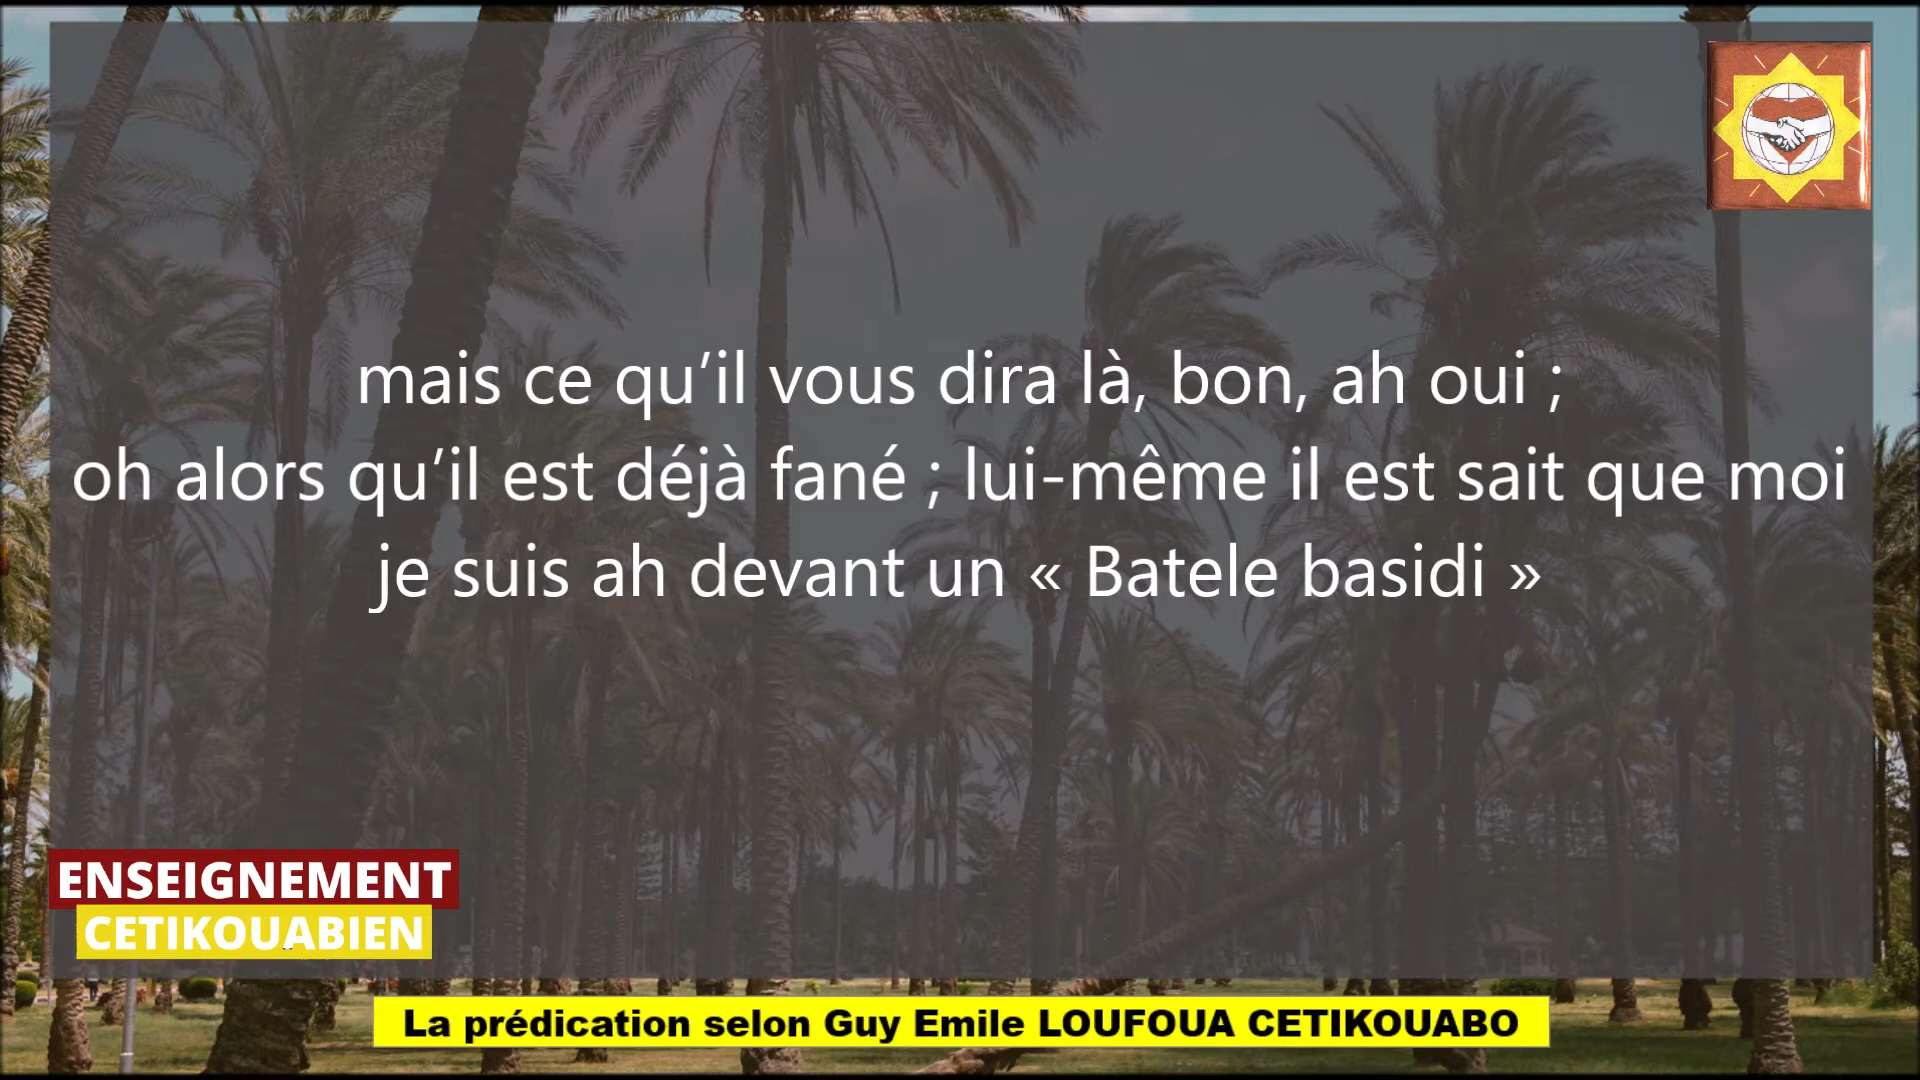 mais ce qu’il vous dira là, bon, ah oui ;
oh alors qu’il est déjà fané ; lui-même il est sait que moi
je suis ah devant un « Batele basidi »
ENSEIGNEMENT
CETIKOUABIEN
La prédication selon Guy Emile LOUFOUA CETIKOUABO